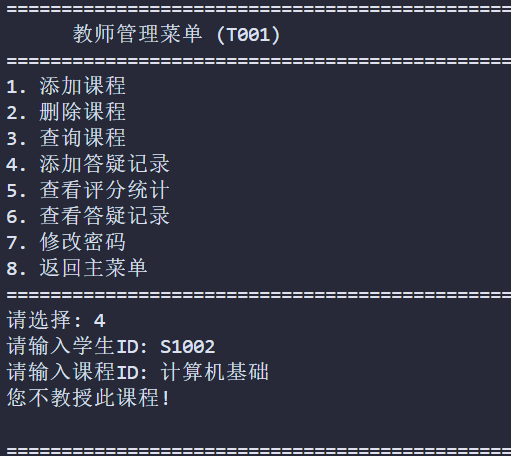 ==============================================
教师管理菜单 (T001)
==============================================
1. 添加课程
2. 删除课程
3. 查询课程
4. 添加答疑记录
5. 查看评分统计
6. 查看答疑记录
7. 修改密码
8. 返回主菜单
==============================================
请选择: 4
请输入学生ID: S1002
请输入课程ID: 计算机基础
您不教授此课程!
==============================================